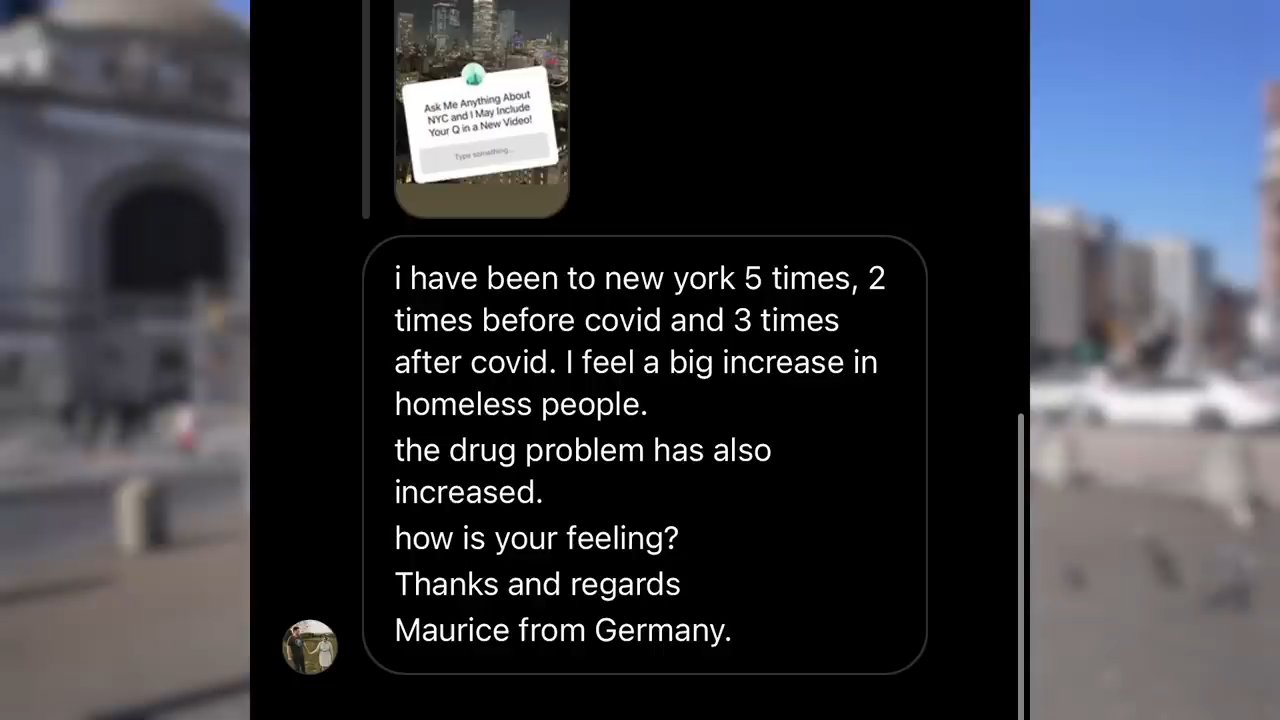 Ask Me Anything About
NYC and I May Include
Your Q in a New Video!
Type something...
i have been to new york 5 times, 2
times before covid and 3 times
after covid. I feel a big increase in
homeless people.
the drug problem has also
increased.
how is your feeling?
Thanks and regards
Maurice from Germany.